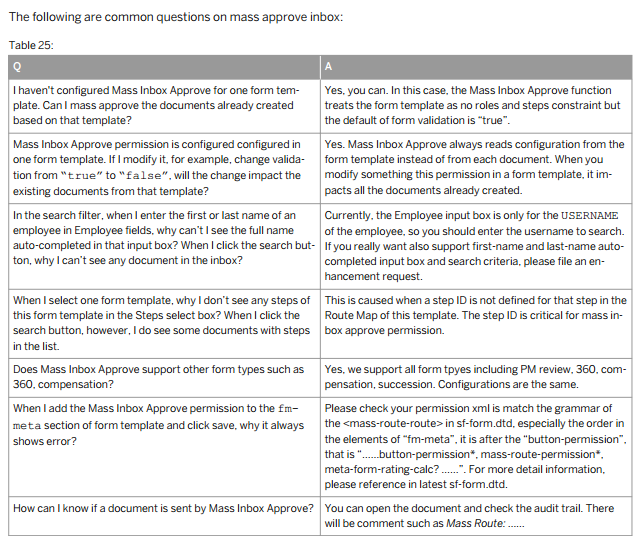 The following are common questions on mass approve inbox:
Table 25:
Q
A
I haven't configured Mass Inbox Approve for one form tem-
plate. Can I mass approve the documents already created
based on that template?
Yes, you can. In this case, the Mass Inbox Approve function
treats the form template as no roles and steps constraint but
the default of form validation is "true".
Mass Inbox Approve permission is configured configured in
one form template. If I modify it, for example, change valida-
tion from "true" to "false", will the change impact the
existing documents from that template?
Yes. Mass Inbox Approve always reads configuration from the
form template instead of from each document. When you
modify something this permission in a form template, it im-
pacts all the documents already created.
In the search filter, when I enter the first or last name of an
employee in Employee fields, why can't I see the full name
auto-completed in that input box? When I click the search but-
ton, why I can't see any document in the inbox?
Currently, the Employee input box is only for the USERNAME
of the employee, so you should enter the username to search.
If you really want also support first-name and last-name auto-
completed input box and search criteria, please file an en-
hancement request.
When I select one form template, why I don't see any steps of
this form template in the Steps select box? When I click the
search button, however, I do see some documents with steps
in the list.
This is caused when a step ID is not defined for that step in the
Route Map of this template. The step ID is critical for mass in-
box approve permission.
Does Mass Inbox Approve support other form types such as
360, compensation?
Yes, we support all form tpyes including PM review, 360, com-
pensation, succession. Configurations are the same.
When I add the Mass Inbox Approve permission to the fm-
meta section of form template and click save, why it always
shows error?
Please check your permission xml is match the grammar of
the <mass-route-route> in sf-form.dtd, especially the order in
the elements of "fm-meta", it is after the "button-permission",
that is "......button-permission*, mass-route-permission*,
meta-form-rating-calc? ......". For more detail information,
please reference in latest sf-form.dtd.
How can I know if a document is sent by Mass Inbox Approve?
You can open the document and check the audit trail. There
will be comment such as Mass Route: ......